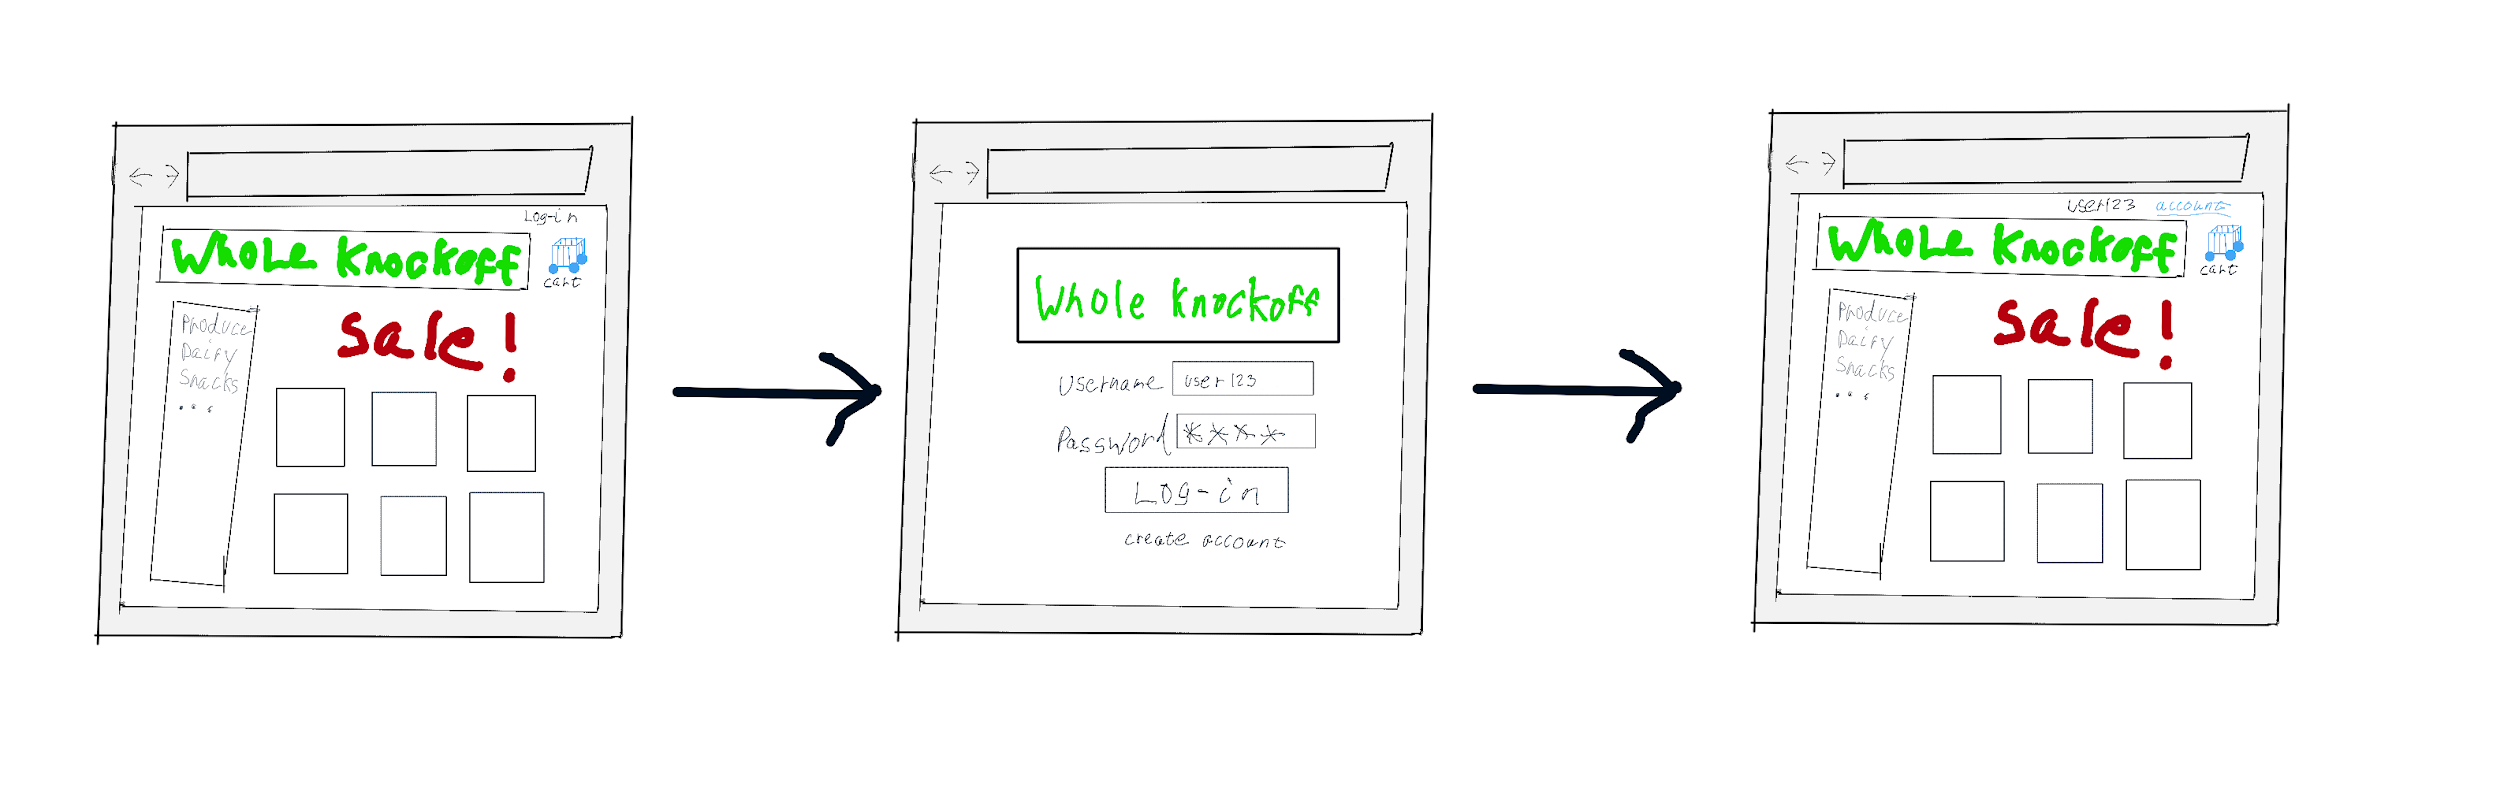 Log-in
Whole Knockoff
cart
Produce
Dairy
Snacks
...
Sale!
Whole Knockoff
Username user123
Password ****
Log-in
create account
user123 account
Whole Knockoff
cart
Produce
Dairy
Snacks
...
Sale!